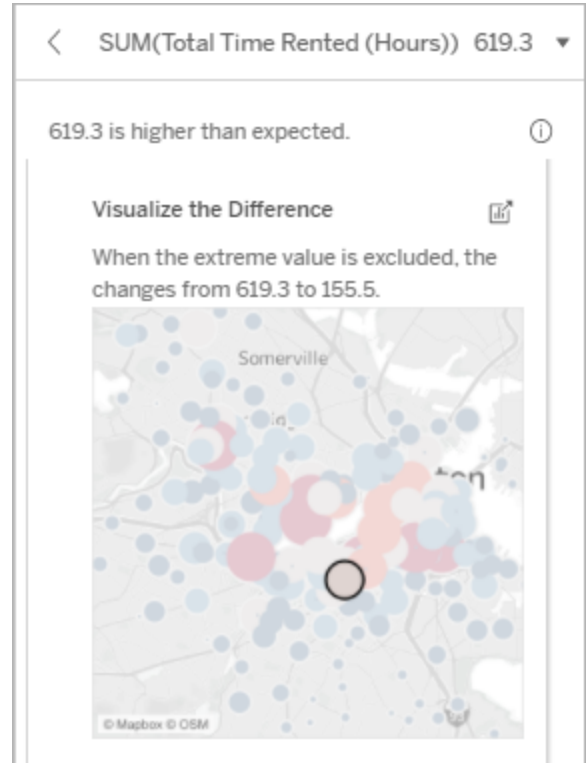 SUM(Total Time Rented (Hours)) 619.3
619.3 is higher than expected.
Visualize the Difference
When the extreme value is excluded, the
changes from 619.3 to 155.5.
Somerville
ton
© Mapbox © OSM